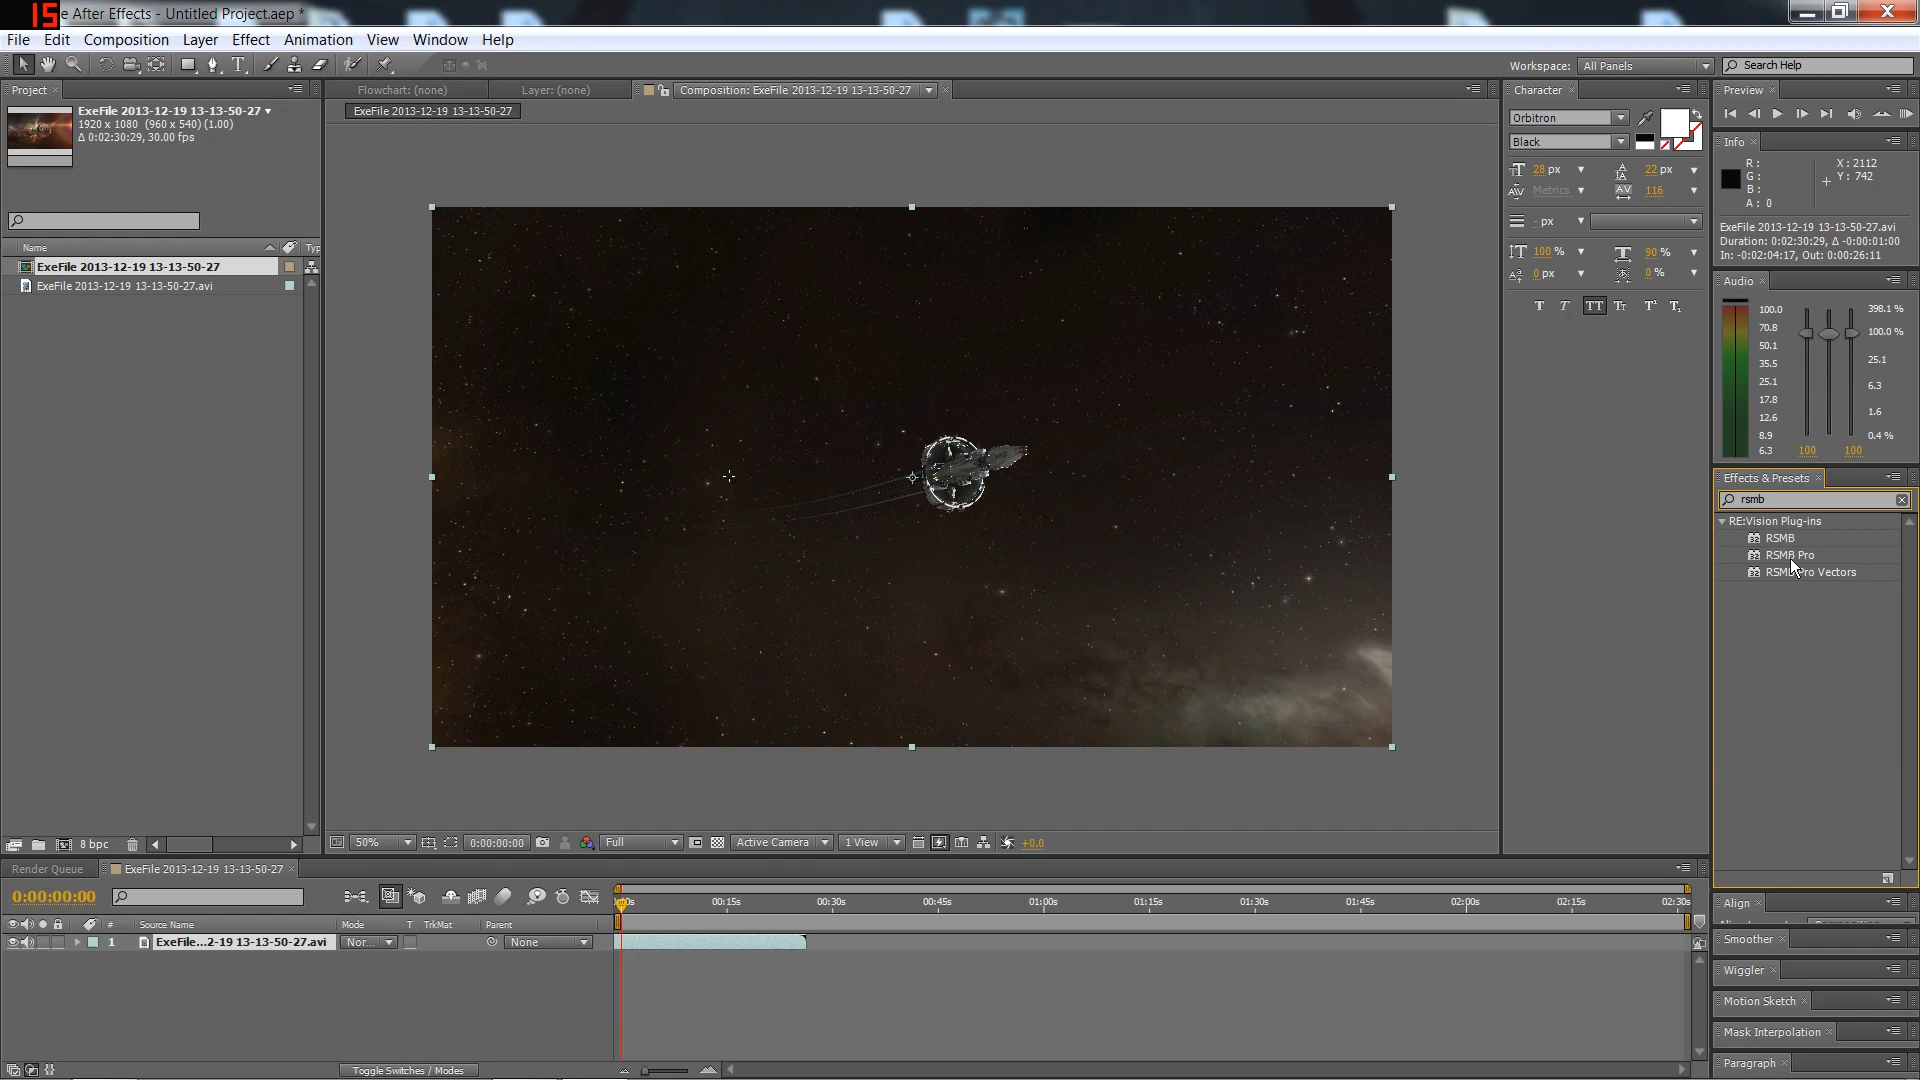 15
e After Effects - Untitled Project.aep *
File Edit Composition Layer Effect Animation View Window Help
Workspace: All Panels
Search Help
Project
ExeFile 2013-12-19 13-13-50-27
1920 x 1080 (960 x 540) (1.00)
Δ 0:02:30:29, 30.00 fps
Name Typ
ExeFile 2013-12-19 13-13-50-27
ExeFile 2013-12-19 13-13-50-27.avi
8 bpc
Flowchart: (none) Layer: (none) Composition: ExeFile 2013-12-19 13-13-50-27
ExeFile 2013-12-19 13-13-50-27
50% 0:00:00:00 Full Active Camera 1 View +0.0
Character
Orbitron
Black
28 px 22 px
Metrics 116
- px
100 % 90 %
0 px 0 %
T T TT Tr T¹ T₁
Preview
Info
R :
G :
B :
A : 0
X : 2112
Y : 742
ExeFile 2013-12-19 13-13-50-27.avi
Duration: 0:02:30:29, Δ -0:00:01:00
In: -0:02:04:17, Out: 0:00:26:11
Audio
100.0
70.8
50.1
35.5
25.1
17.8
12.6
8.9
6.3
398.1 %
100.0 %
25.1
6.3
1.6
0.4 %
100 100
Effects & Presets
rsmb
RE:Vision Plug-ins
RSMB
RSMB Pro
RSMB Pro Vectors
Align
Smoother
Wiggler
Motion Sketch
Mask Interpolation
Paragraph
Render Queue ExeFile 2013-12-19 13-13-50-27
0:00:00:00
00:15s 00:30s 00:45s 01:00s 01:15s 01:30s 01:45s 02:00s 02:15s 02:30s
# Source Name Mode T TrkMat Parent
1 ExeFile...2-19 13-13-50-27.avi Nor... None
Toggle Switches / Modes